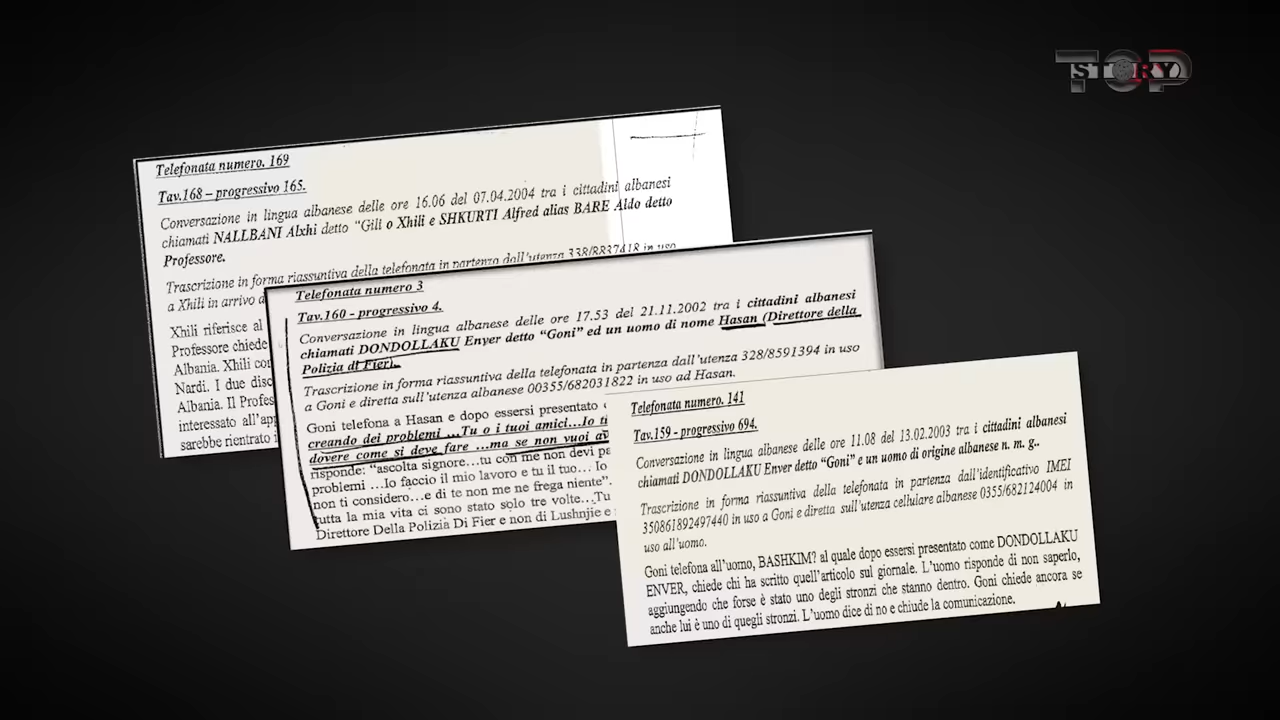 TOP
STORY
Telefonata numero. 169
Tav.168 – progressivo 165.
Conversazione in lingua albanese delle ore 16.06 del 07.04.2004 tra i cittadini albanesi
chiamati NALLBANI Alxhi detto "Gili o Xhili e SHKURTI Alfred alias BARE Aldo detto
Professore.
Trascrizione in forma riassuntiva della telefonata in partenza dall'utenza 338/8837418 in uso
a Xhili in arrivo
Xhili riferisce al
Professore chiede
Albania. Xhili
Nardi. I due
Albania. Il
interessato
sarebbe rientrato
Telefonata numero 3
Tav.160 - progressivo 4.
Conversazione in lingua albanese delle ore 17.53 del 21.11.2002 tra i cittadini albanesi
chiamati DONDOLLAKU Enver detto "Goni" ed un uomo di nome Hasan (Direttore della
Polizia di Fier).
Trascrizione in forma riassuntiva della telefonata in partenza dall'utenza 328/8591394 in uso
a Goni e diretta sull'utenza albanese 00355/682031822 in uso ad Hasan.
Goni telefona a Hasan e dopo essersi presentato
creando dei problemi ...Tu o i tuoi amici...Io ti
dovere come si deve fare ...ma se non vuoi
risponde: "ascolta signore...tu con me non devi
problemi ...Io faccio il mio lavoro e tu il tuo... Io
non ti considero...e di te non me ne frega niente".
tutta la mia vita ci sono stato solo tre volte...Tu
Direttore Della Polizia Di Fier e non di Lushnjie e
Telefonata numero. 141
Tav.159 - progressivo 694.
Conversazione in lingua albanese delle ore 11.08 del 13.02.2003 tra i cittadini albanesi
chiamati DONDOLLAKU Enver detto "Goni" e un uomo di origine albanese n. m. g..
Trascrizione in forma riassuntiva della telefonata in partenza dall'identificativo IMEI
350861892497440 in uso a Goni e diretta sull'utenza cellulare albanese 0355/682124004 in
uso all'uomo.
Goni telefona all'uomo, BASHKIM? al quale dopo essersi presentato come DONDOLLAKU
ENVER, chiede chi ha scritto quell'articolo sul giornale. L'uomo risponde di non saperlo,
aggiungendo che forse è stato uno degli stronzi che stanno dentro. Goni chiede ancora se
anche lui è uno di quegli stronzi. L'uomo dice di no e chiude la comunicazione.